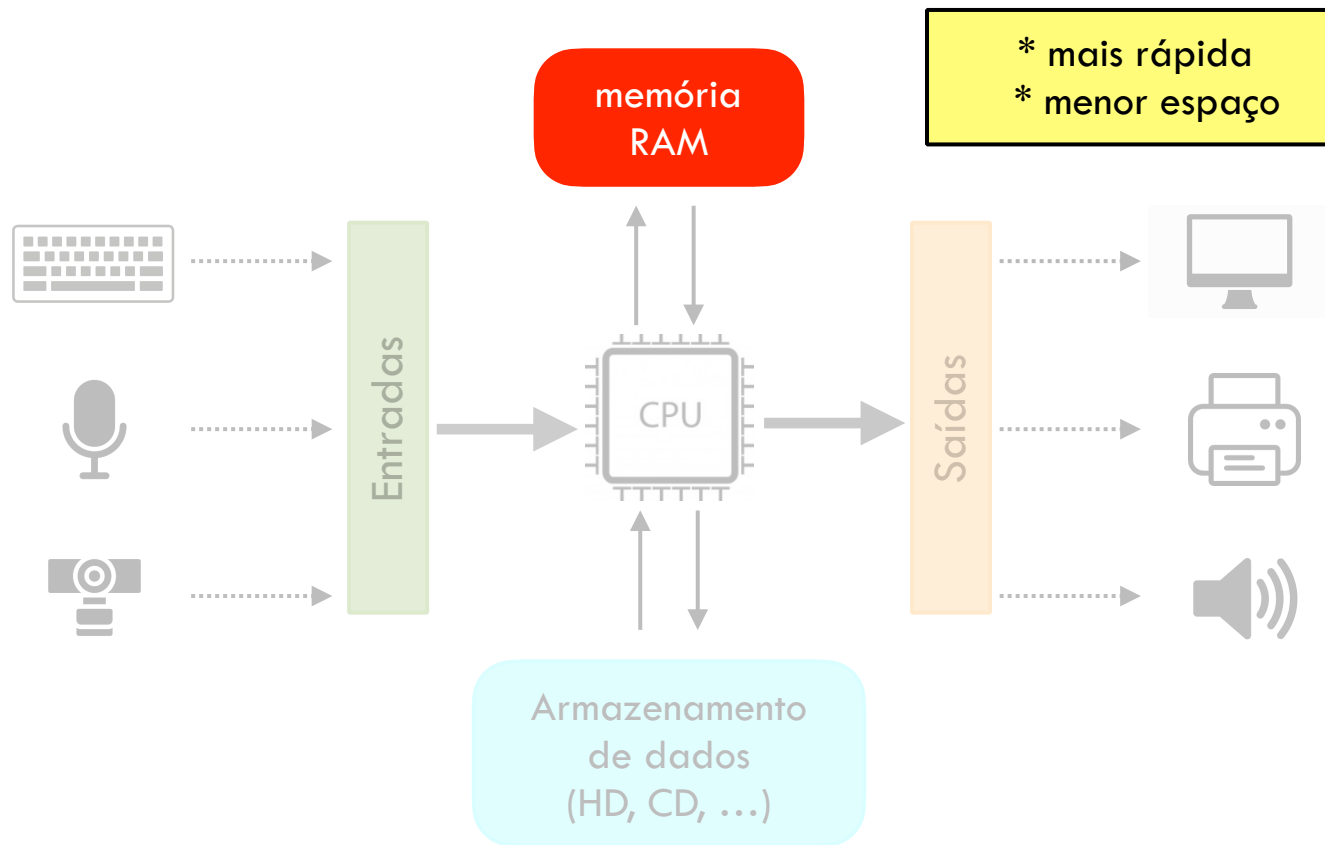 * mais rápida
* menor espaço
memória
RAM
Entradas
CPU
Saídas
Armazenamento
de dados
(HD, CD, ...)